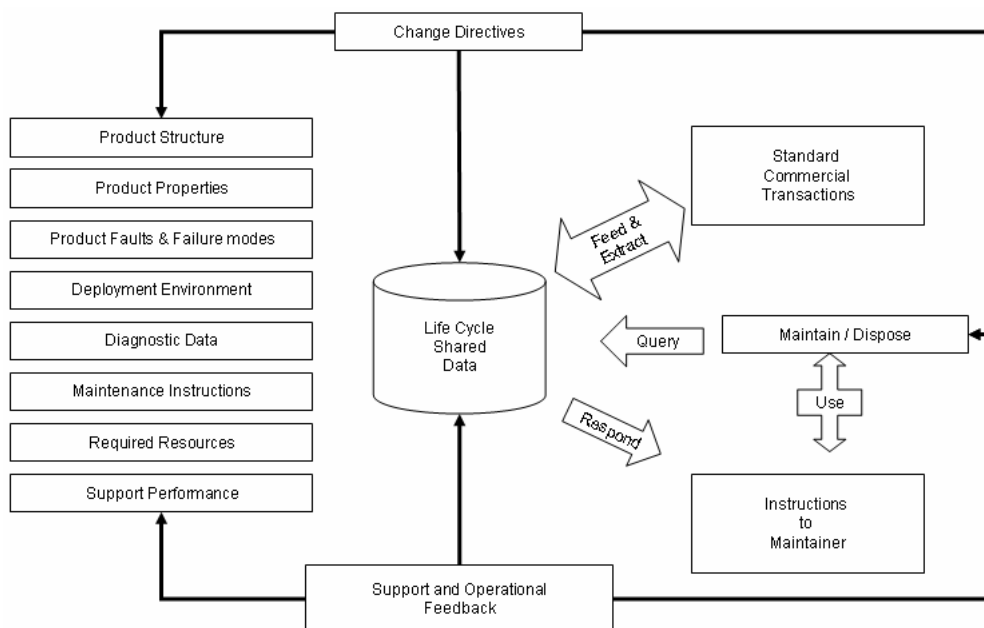 Change Directives
Product Structure
Product Properties
Product Faults & Failure modes
Deployment Environment
Diagnostic Data
Maintenance Instructions
Required Resources
Support Performance
Life Cycle
Shared
Data
Feed &
Extract
Standard
Commercial
Transactions
Query
Maintain / Dispose
Use
Respond
Instructions
to
Maintainer
Support and Operational
Feedback